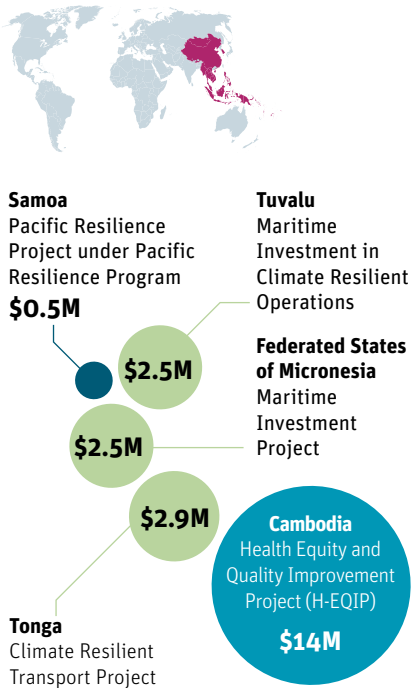 Samoa
Pacific Resilience
Project under Pacific
Resilience Program
$0.5M
Tuvalu
Maritime
Investment in
Climate Resilient
Operations
$2.5M
Federated States
of Micronesia
Maritime
Investment
Project
$2.5M
$2.9M
Tonga
Climate Resilient
Transport Project
Cambodia
Health Equity and
Quality Improvement
Project (H-EQIP)
$14M